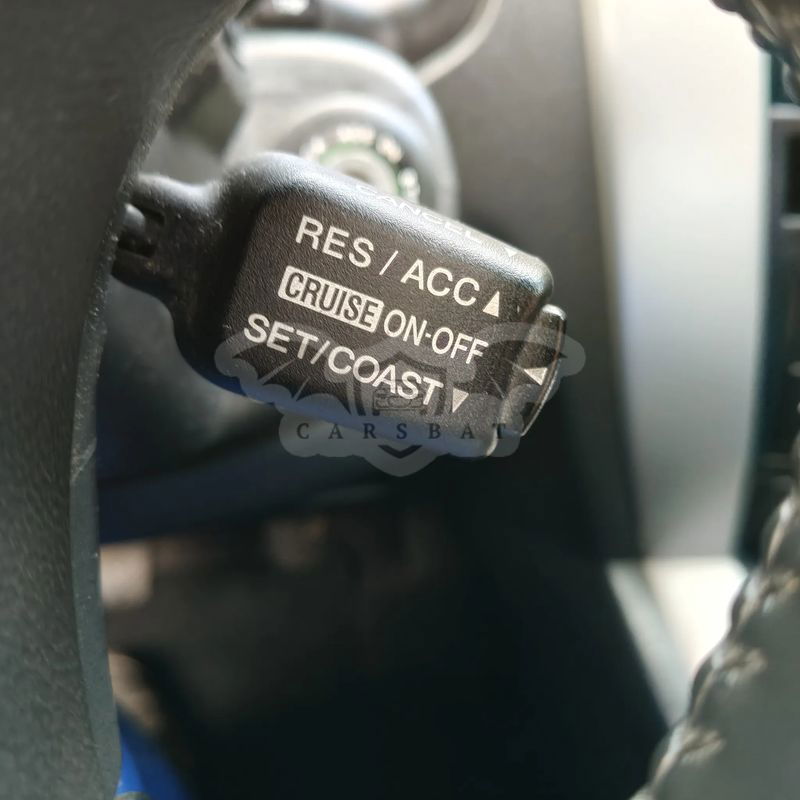 CANCEL
RES / ACC ▲
CRUISE ON-OFF ◀
SET/COAST ▼
CARSBAT